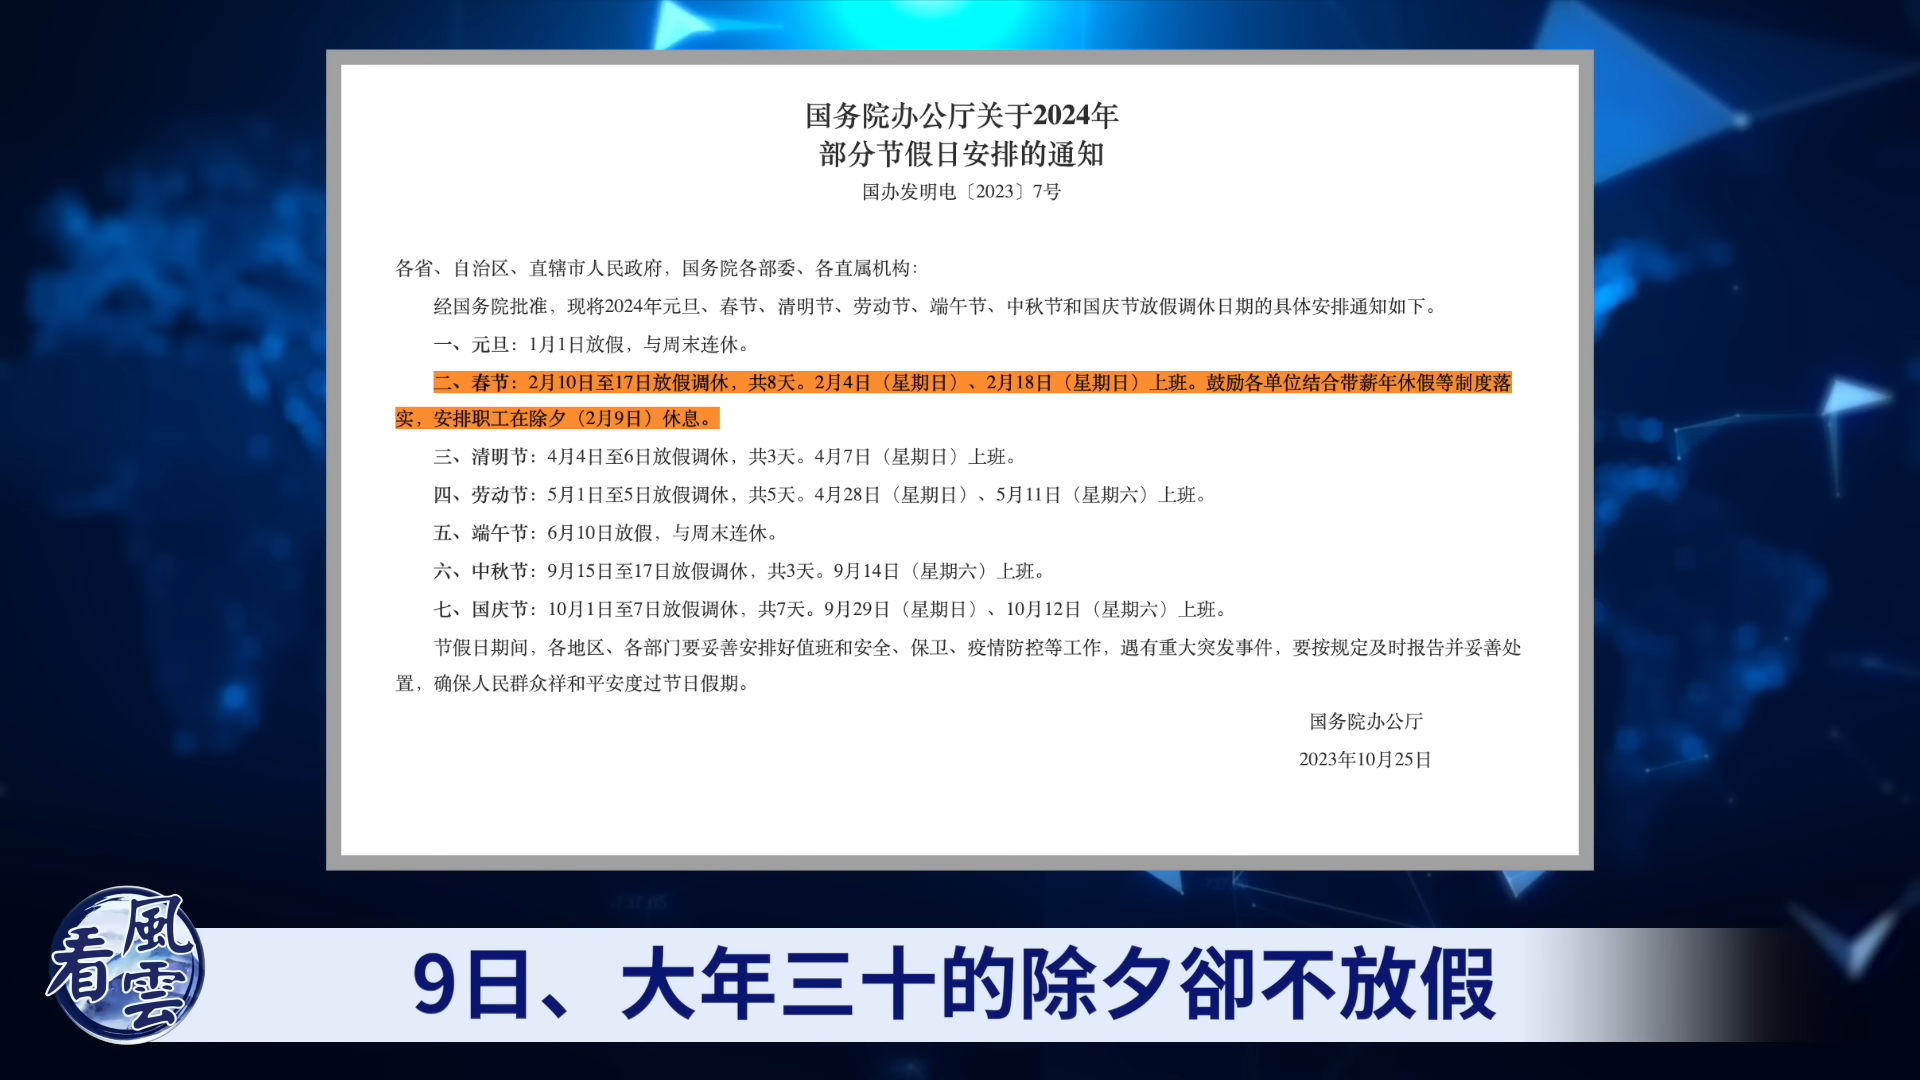 国务院办公厅关于2024年
部分节假日安排的通知
国办发明电〔2023〕7号
各省、自治区、直辖市人民政府，国务院各部委、各直属机构：
经国务院批准，现将2024年元旦、春节、清明节、劳动节、端午节、中秋节和国庆节放假调休日期的具体安排通知如下。
一、元旦：1月1日放假，与周末连休。
二、春节：2月10日至17日放假调休，共8天。2月4日（星期日）、2月18日（星期日）上班。鼓励各单位结合带薪年休假等制度落
实，安排职工在除夕（2月9日）休息。
三、清明节：4月4日至6日放假调休，共3天。4月7日（星期日）上班。
四、劳动节：5月1日至5日放假调休，共5天。4月28日（星期日）、5月11日（星期六）上班。
五、端午节：6月10日放假，与周末连休。
六、中秋节：9月15日至17日放假调休，共3天。9月14日（星期六）上班。
七、国庆节：10月1日至7日放假调休，共7天。9月29日（星期日）、10月12日（星期六）上班。
节假日期间，各地区、各部门要妥善安排好值班和安全、保卫、疫情防控等工作，遇有重大突发事件，要按规定及时报告并妥善处
置，确保人民群众祥和平安度过节日假期。
国务院办公厅
2023年10月25日
看風雲
9日、大年三十的除夕卻不放假